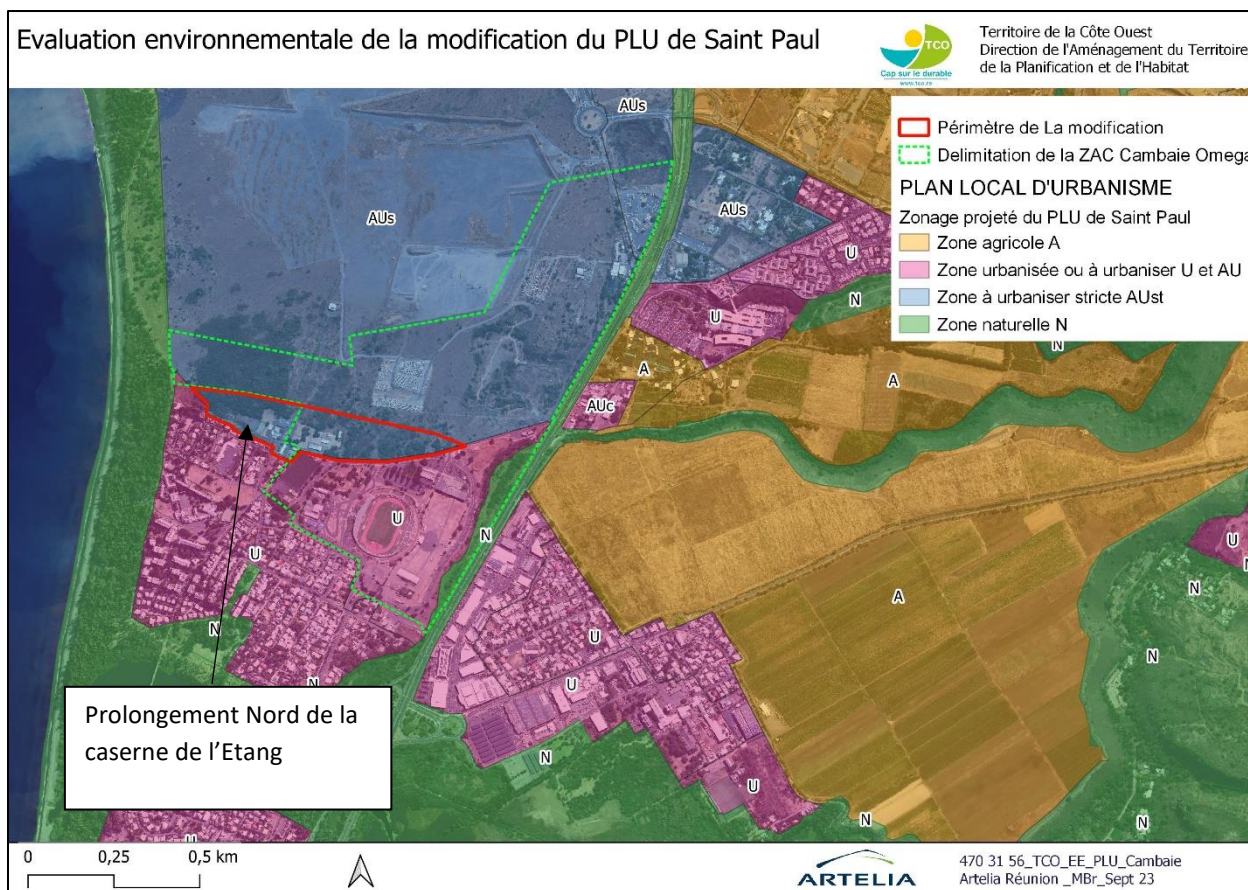 Evaluation environnementale de la modification du PLU de Saint Paul
TCO
Cap sur le durable
www.tco.re
Territoire de la Côte Ouest
Direction de l'Aménagement du Territoire
de la Planification et de l'Habitat
Périmètre de La modification
Delimitation de la ZAC Cambaie Omega
PLAN LOCAL D'URBANISME
Zonage projeté du PLU de Saint Paul
Zone agricole A
Zone urbanisée ou à urbaniser U et AU
Zone à urbaniser stricte AUst
Zone naturelle N
AUs
AUs
AUs
U
N
U
N
A
A
AUc
N
U
N
U
N
U
N
A
U
N
N
N
U
N
U
N
N
U
Prolongement Nord de la
caserne de l'Etang
0 0,25 0,5 km
ARTELIA
470 31 56_TCO_EE_PLU_Cambaie
Artelia Réunion _MBr_Sept 23